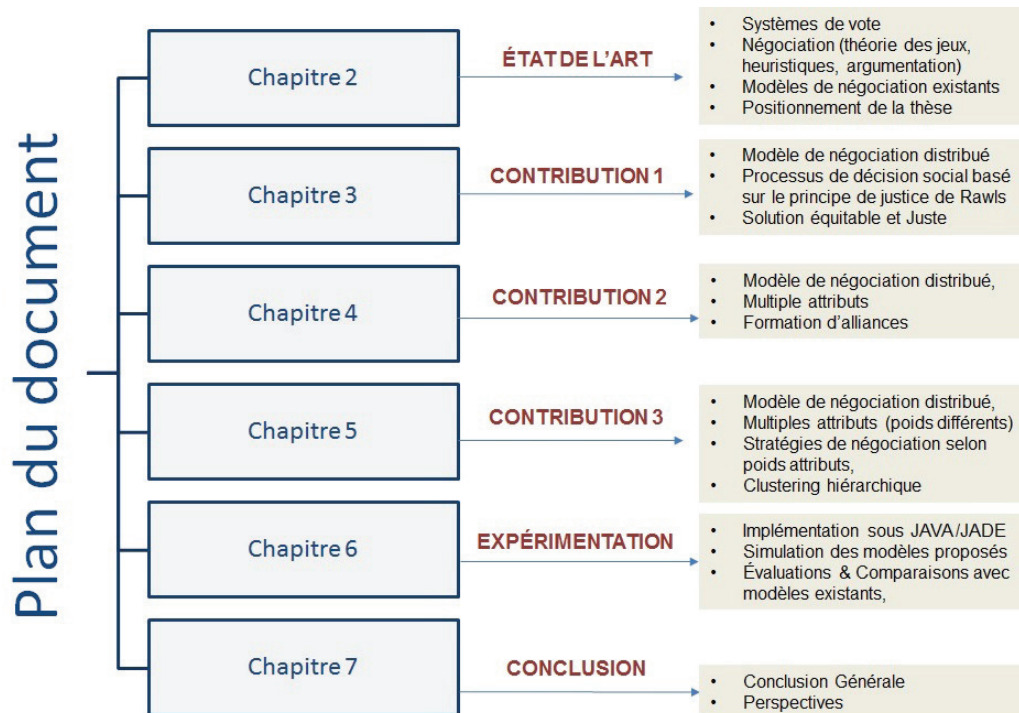 Plan du document
Chapitre 2
ÉTAT DE L'ART
• Systèmes de vote
• Négociation (théorie des jeux,
heuristiques, argumentation)
• Modèles de négociation existants
• Positionnement de la thèse
Chapitre 3
CONTRIBUTION 1
• Modèle de négociation distribué
• Processus de décision social basé
sur le principe de justice de Rawls
• Solution équitable et Juste
Chapitre 4
CONTRIBUTION 2
• Modèle de négociation distribué,
• Multiple attributs
• Formation d'alliances
Chapitre 5
CONTRIBUTION 3
• Modèle de négociation distribué,
• Multiples attributs (poids différents)
• Stratégies de négociation selon
poids attributs,
• Clustering hiérarchique
Chapitre 6
EXPÉRIMENTATION
• Implémentation sous JAVA/JADE
• Simulation des modèles proposés
• Évaluations & Comparaisons avec
modèles existants,
Chapitre 7
CONCLUSION
• Conclusion Générale
• Perspectives